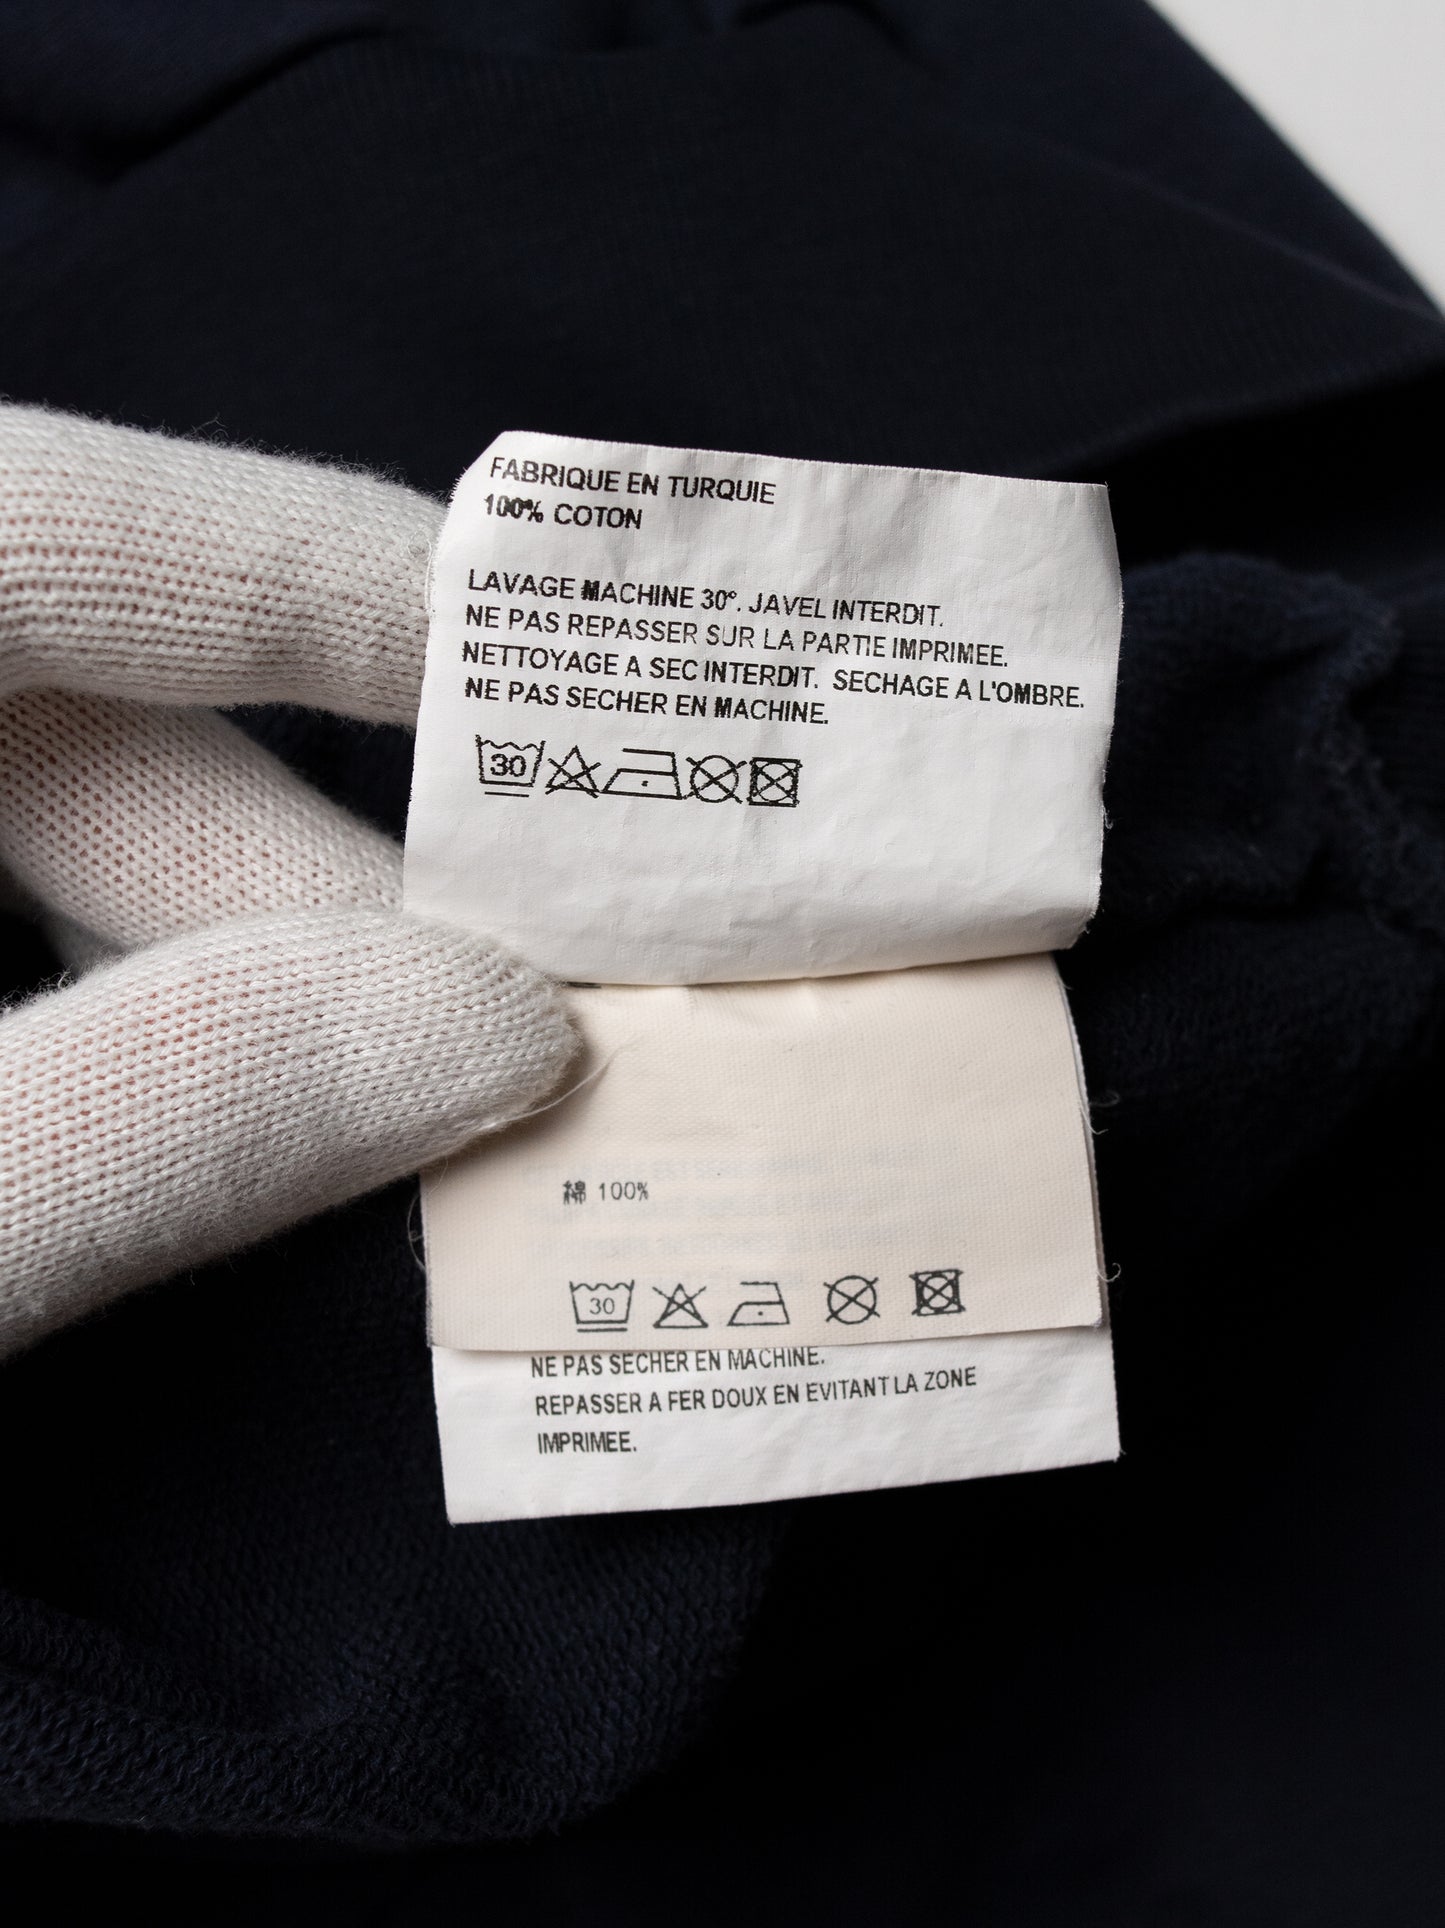 FABRIQUE EN TURQUIE
100% COTON
LAVAGE MACHINE 30°. JAVEL INTERDIT.
NE PAS REPASSER SUR LA PARTIE IMPRIMEE.
NETTOYAGE A SEC INTERDIT. SECHAGE A L'OMBRE.
NE PAS SECHER EN MACHINE.
30
綿 100%
30
NE PAS SECHER EN MACHINE.
REPASSER A FER DOUX EN EVITANT LA ZONE
IMPRIMEE.